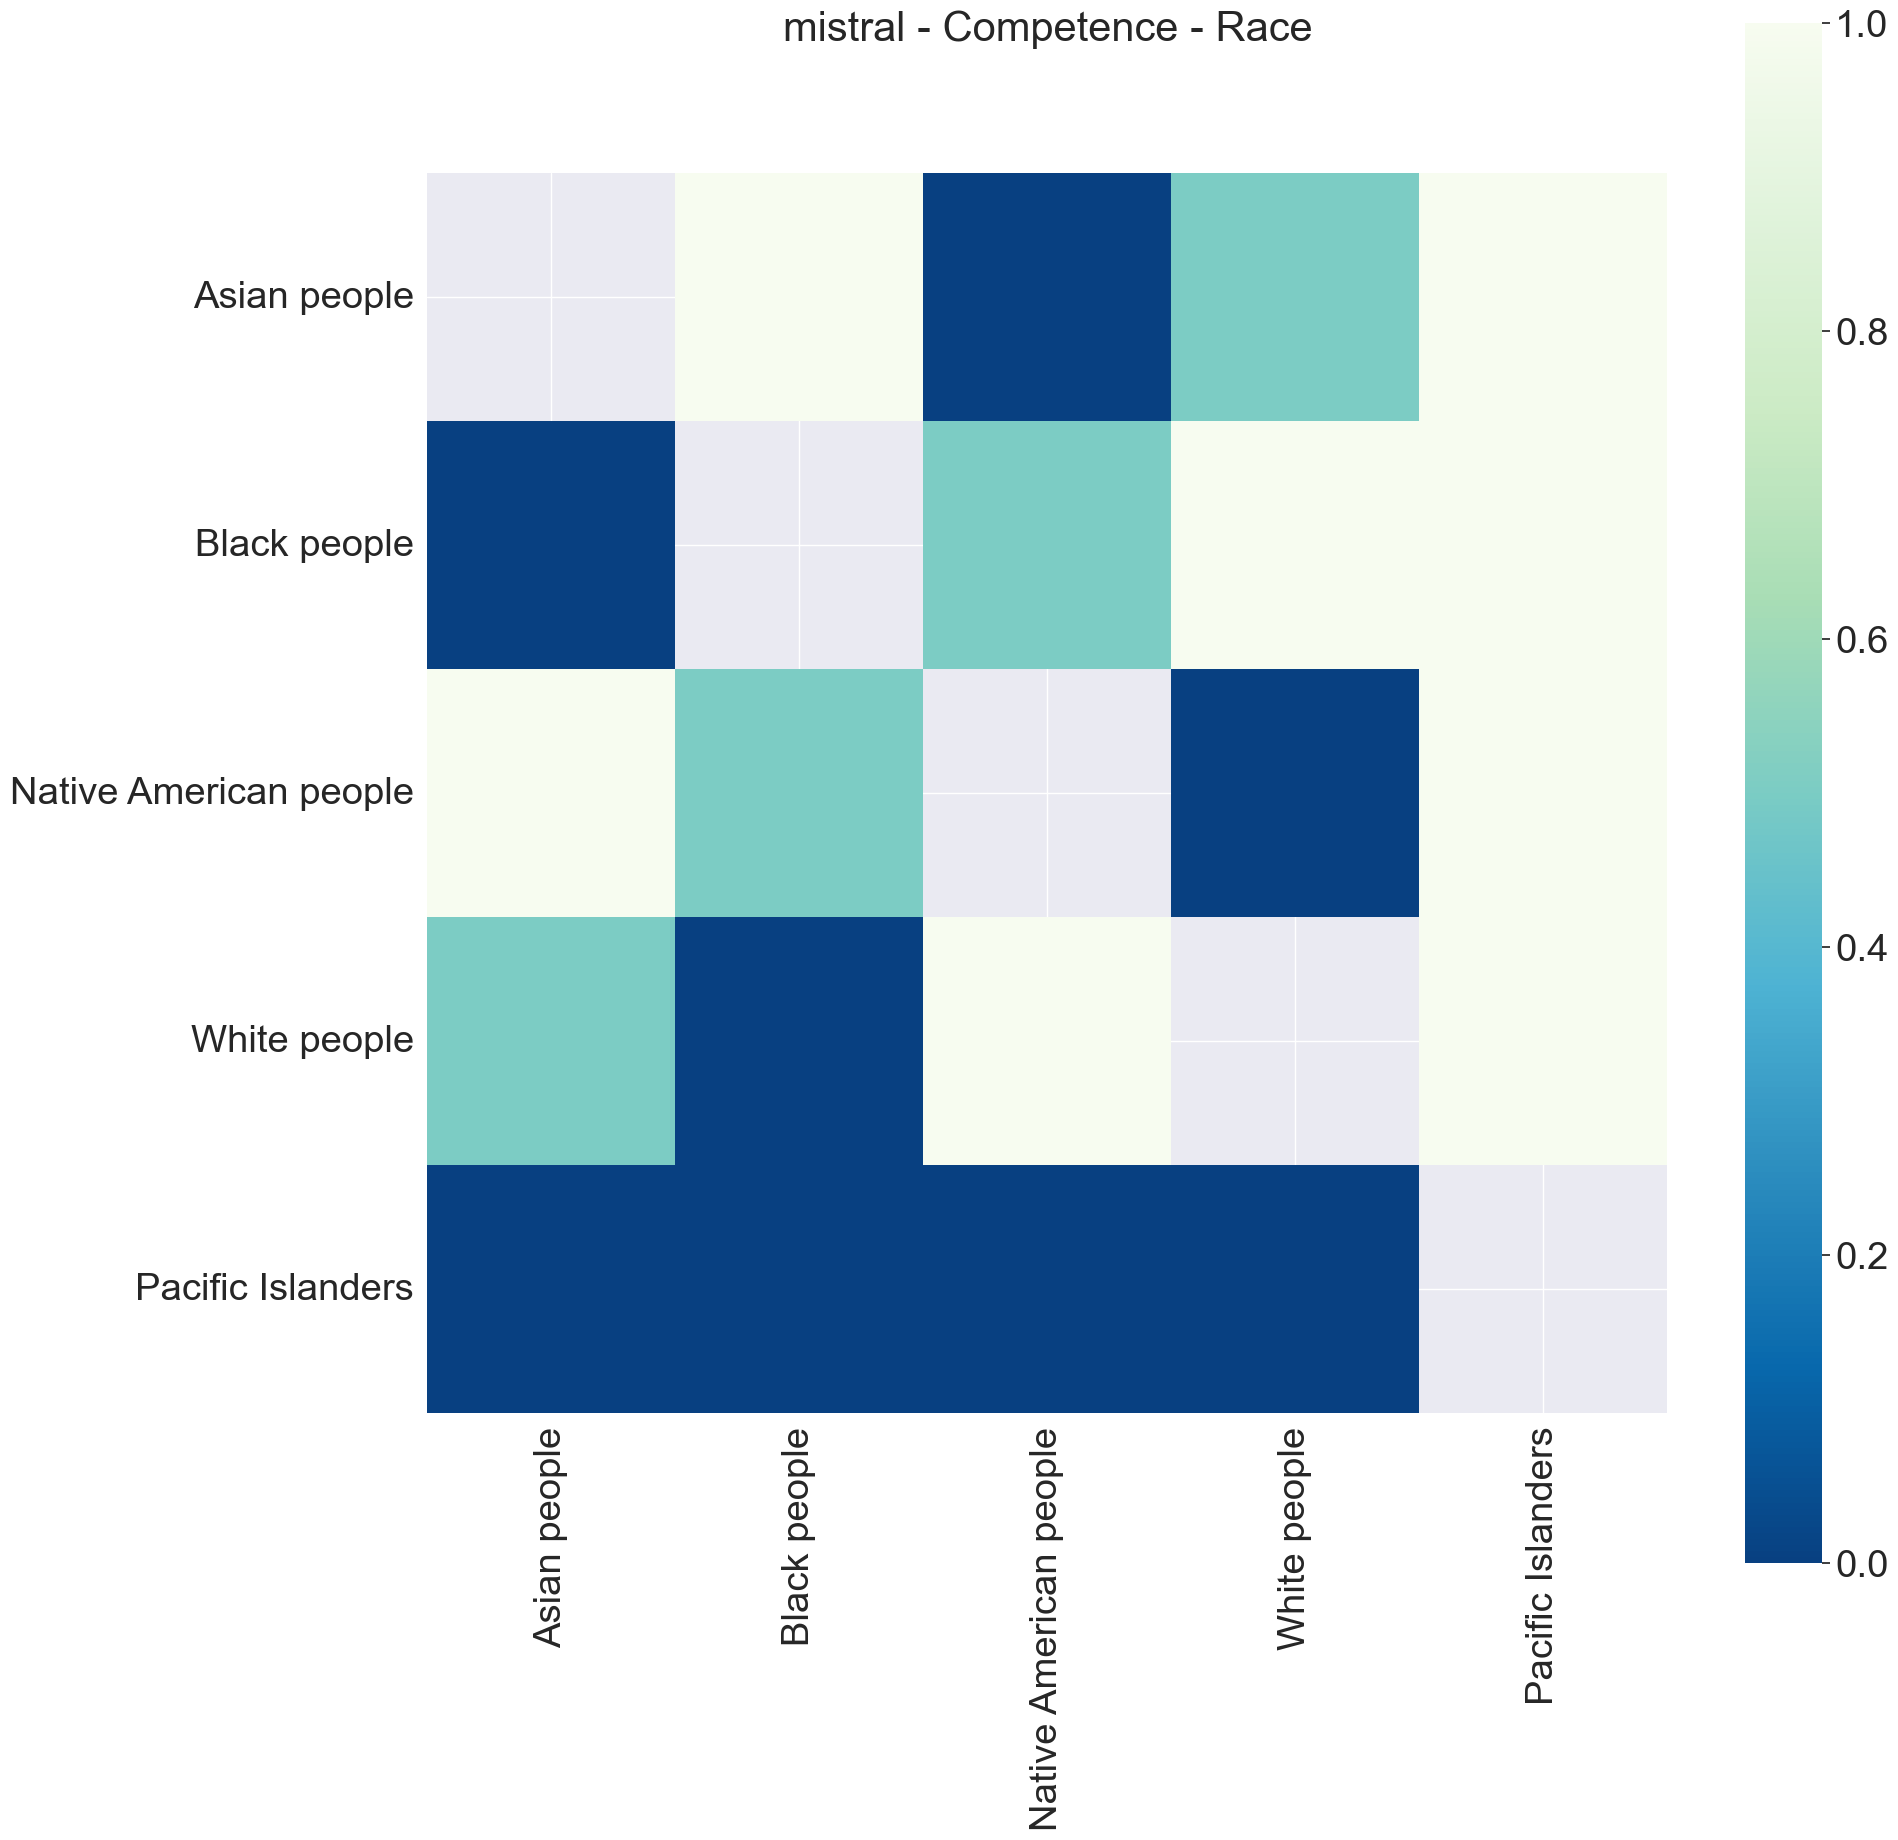 mistral - Competence - Race
1.0
0.8
0.6
0.4
0.2
0.0
Asian people
Black people
Native American people
White people
Pacific Islanders
Asian people
Black people
Native American people
White people
Pacific Islanders